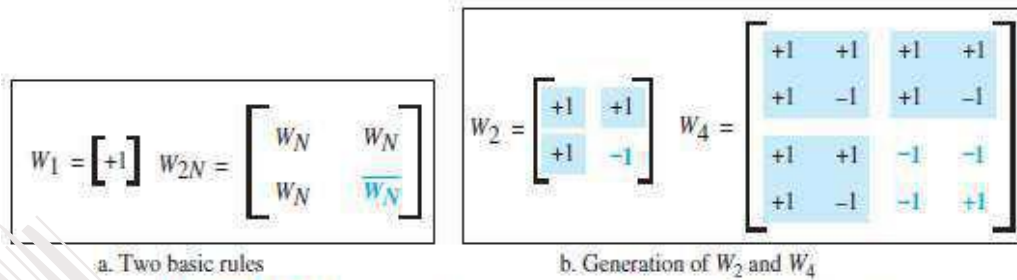 W1 = [+1] W2N = [WN WN
WN W̅N̅]
a. Two basic rules
W2 = [+1 +1
+1 −1]
W4 = [+1 +1 +1 +1
+1 −1 +1 −1
+1 +1 −1 −1
+1 −1 −1 +1]
b. Generation of W2 and W4